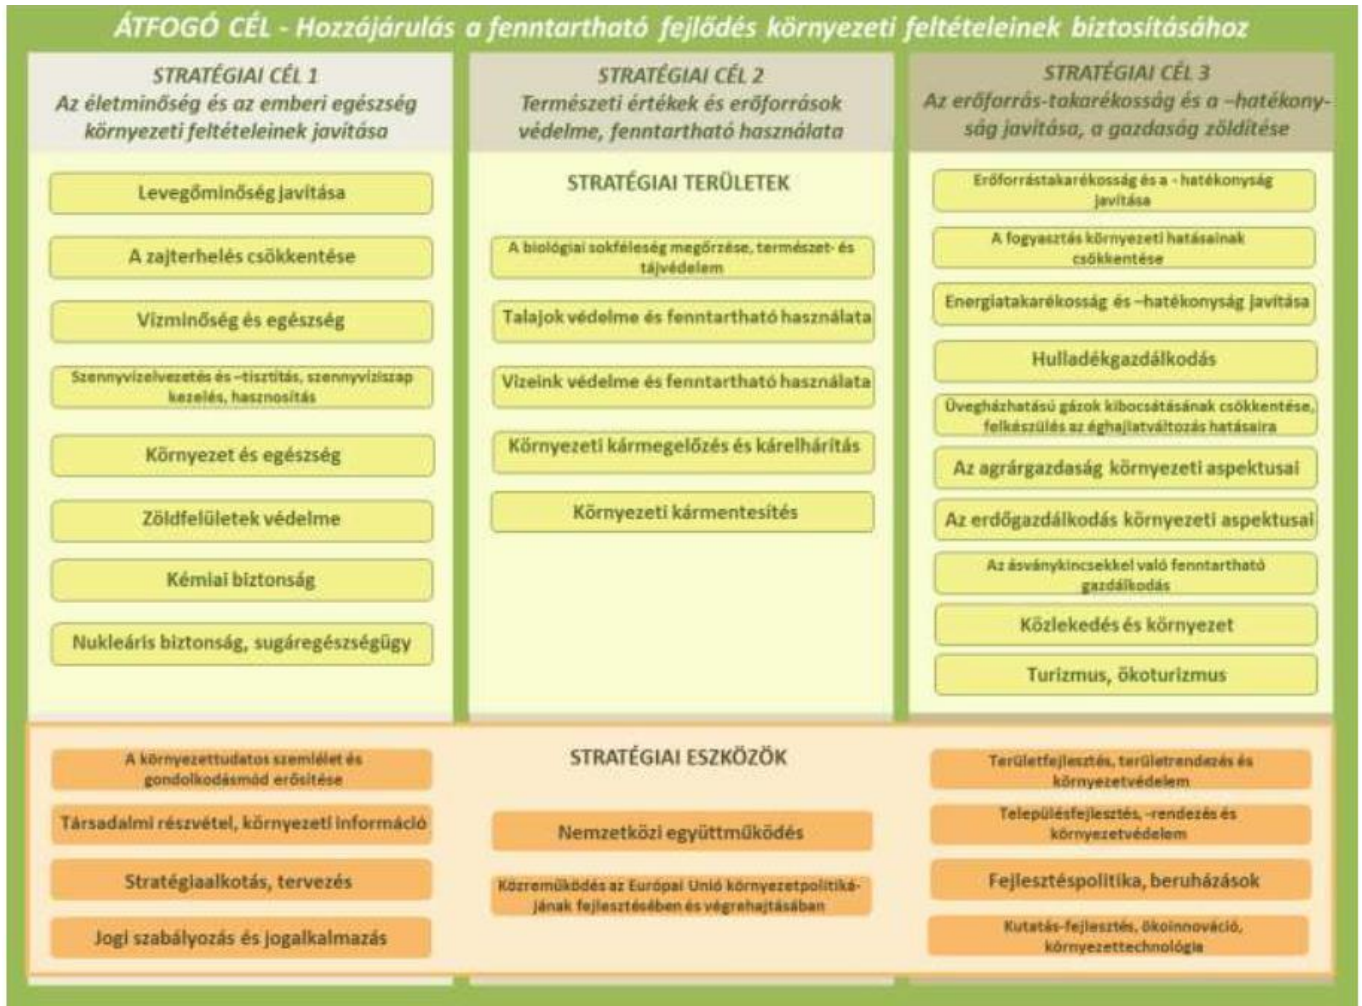 ÁTFOGÓ CÉL - Hozzájárulás a fenntartható fejlődés környezeti feltételeinek biztosításához
STRATÉGIAI CÉL 1
Az életminőség és az emberi egészség
környezeti feltételeinek javítása
Levegőminőség javítása
A zajterhelés csökkentése
Vízminőség és egészség
Szennyvízelvezetés és –tisztítás, szennyvíziszap
kezelés, hasznosítás
Környezet és egészség
Zöldfelületek védelme
Kémiai biztonság
Nukleáris biztonság, sugáregészségügy
STRATÉGIAI CÉL 2
Természeti értékek és erőforrások
védelme, fenntartható használata
STRATÉGIAI TERÜLETEK
A biológiai sokféleség megőrzése, természet- és
tájvédelem
Talajok védelme és fenntartható használata
Vizeink védelme és fenntartható használata
Környezeti kármegelőzés és kárelhárítás
Környezeti kármentesítés
STRATÉGIAI CÉL 3
Az erőforrás-takarékosság és a –hatékony-
ság javítása, a gazdaság zöldítése
Erőforrástakarékosság és a - hatékonyság
javítása
A fogyasztás környezeti hatásainak
csökkentése
Energiatakarékosság és –hatékonyság javítása
Hulladékgazdálkodás
Üvegházhatású gázok kibocsátásának csökkentése,
felkészülés az éghajlatváltozás hatásaira
Az agrárgazdaság környezeti aspektusai
Az erdőgazdálkodás környezeti aspektusai
Az ásványkincsekkel való fenntartható
gazdálkodás
Közlekedés és környezet
Turizmus, ökoturizmus
A környezettudatos szemlélet és
gondolkodásmód erősítése
Társadalmi részvétel, környezeti információ
Stratégiaalkotás, tervezés
Jogi szabályozás és jogalkalmazás
STRATÉGIAI ESZKÖZÖK
Nemzetközi együttműködés
Közreműködés az Európai Unió környezetpolitiká-
jának fejlesztésében és végrehajtásában
Területfejlesztés, területrendezés és
környezetvédelem
Településfejlesztés, -rendezés és
környezetvédelem
Fejlesztéspolitika, beruházások
Kutatás-fejlesztés, ökoinnováció,
környezettechnológia